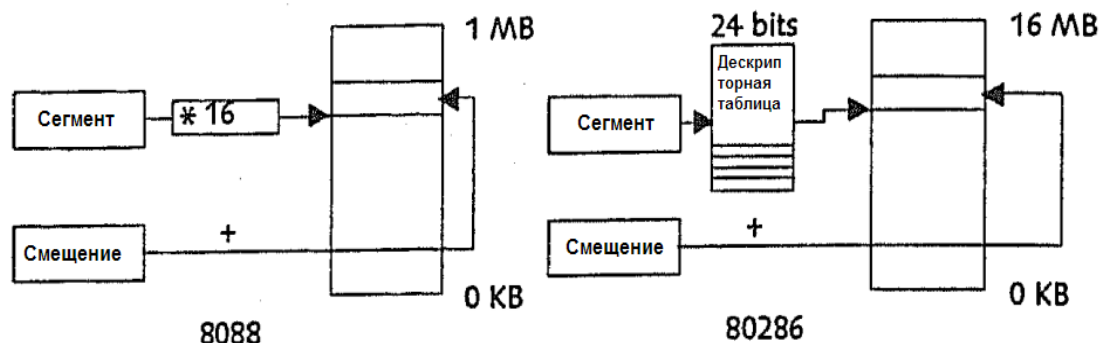 1 MB
Сегмент
* 16
Смещение
+
0 KB
8088
24 bits
16 MB
Дескрип
торная
таблица
Сегмент
Смещение
+
0 KB
80286